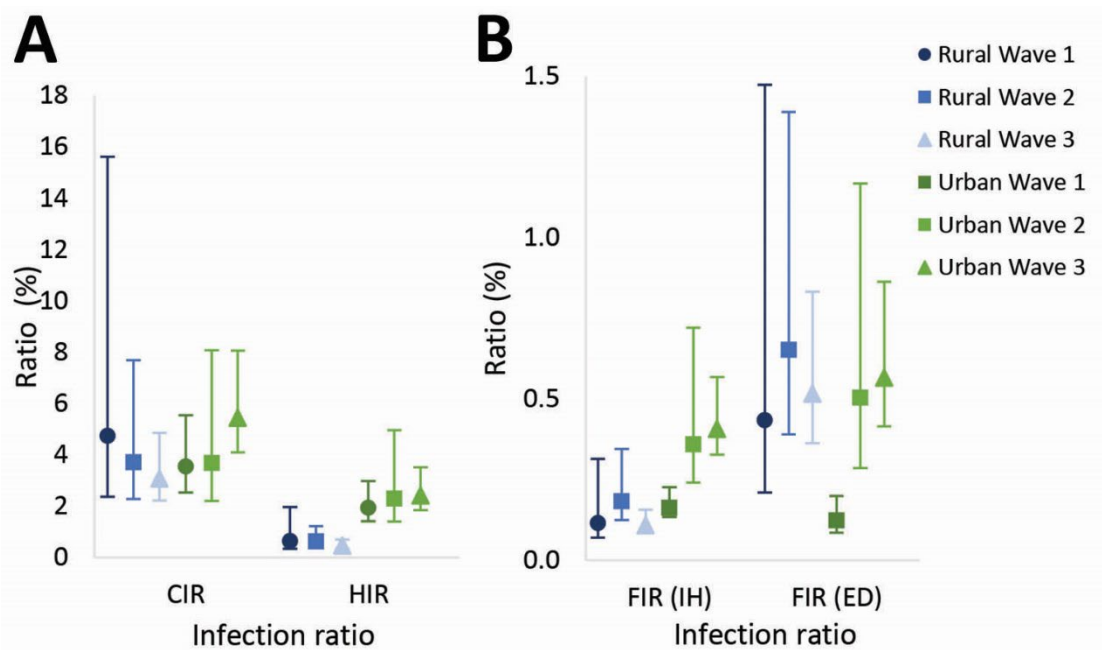 A
18
16
14
12
10
8
6
4
2
0
Ratio (%)
CIR
HIR
Infection ratio
B
1.5
1.0
0.5
0.0
Ratio (%)
FIR (IH)
FIR (ED)
Infection ratio
Rural Wave 1
Rural Wave 2
Rural Wave 3
Urban Wave 1
Urban Wave 2
Urban Wave 3